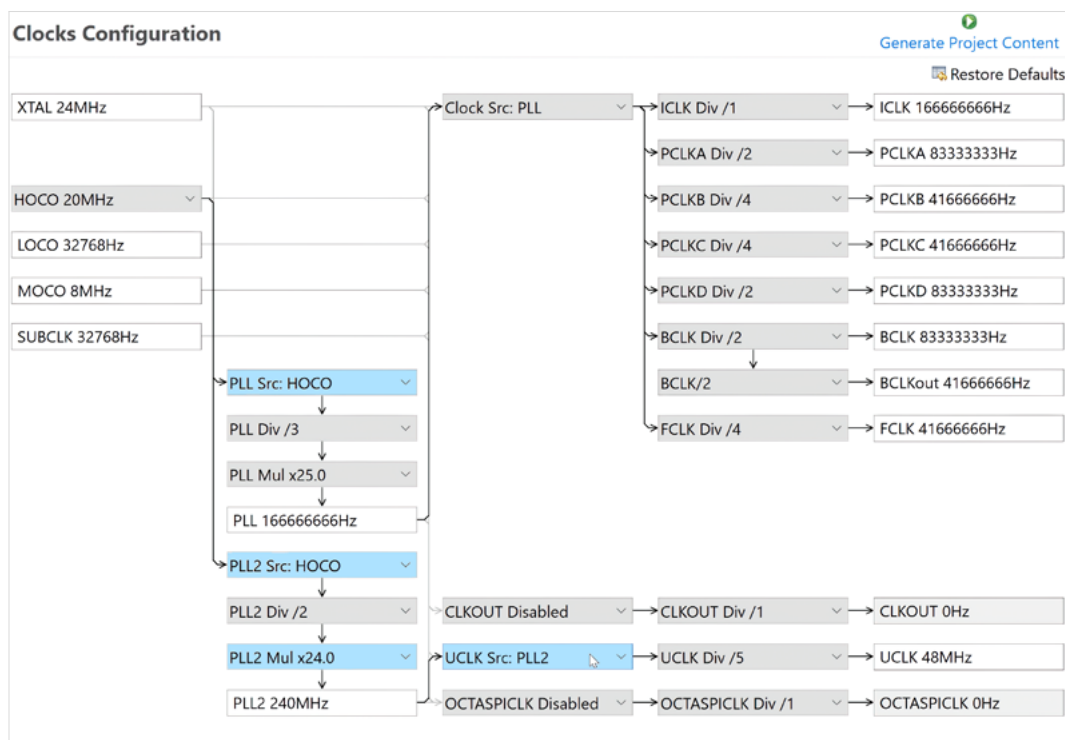 Clocks Configuration
Generate Project Content
Restore Defaults
XTAL 24MHz
Clock Src: PLL
ICLK Div /1
ICLK 166666666Hz
PCLKA Div /2
PCLKA 83333333Hz
HOCO 20MHz
PCLKB Div /4
PCLKB 41666666Hz
LOCO 32768Hz
PCLKC Div /4
PCLKC 41666666Hz
MOCO 8MHz
PCLKD Div /2
PCLKD 83333333Hz
SUBCLK 32768Hz
BCLK Div /2
BCLK 83333333Hz
PLL Src: HOCO
BCLK/2
BCLKout 41666666Hz
PLL Div /3
FCLK Div /4
FCLK 41666666Hz
PLL Mul x25.0
PLL 166666666Hz
PLL2 Src: HOCO
PLL2 Div /2
CLKOUT Disabled
CLKOUT Div /1
CLKOUT 0Hz
PLL2 Mul x24.0
UCLK Src: PLL2
UCLK Div /5
UCLK 48MHz
PLL2 240MHz
OCTASPICLK Disabled
OCTASPICLK Div /1
OCTASPICLK 0Hz